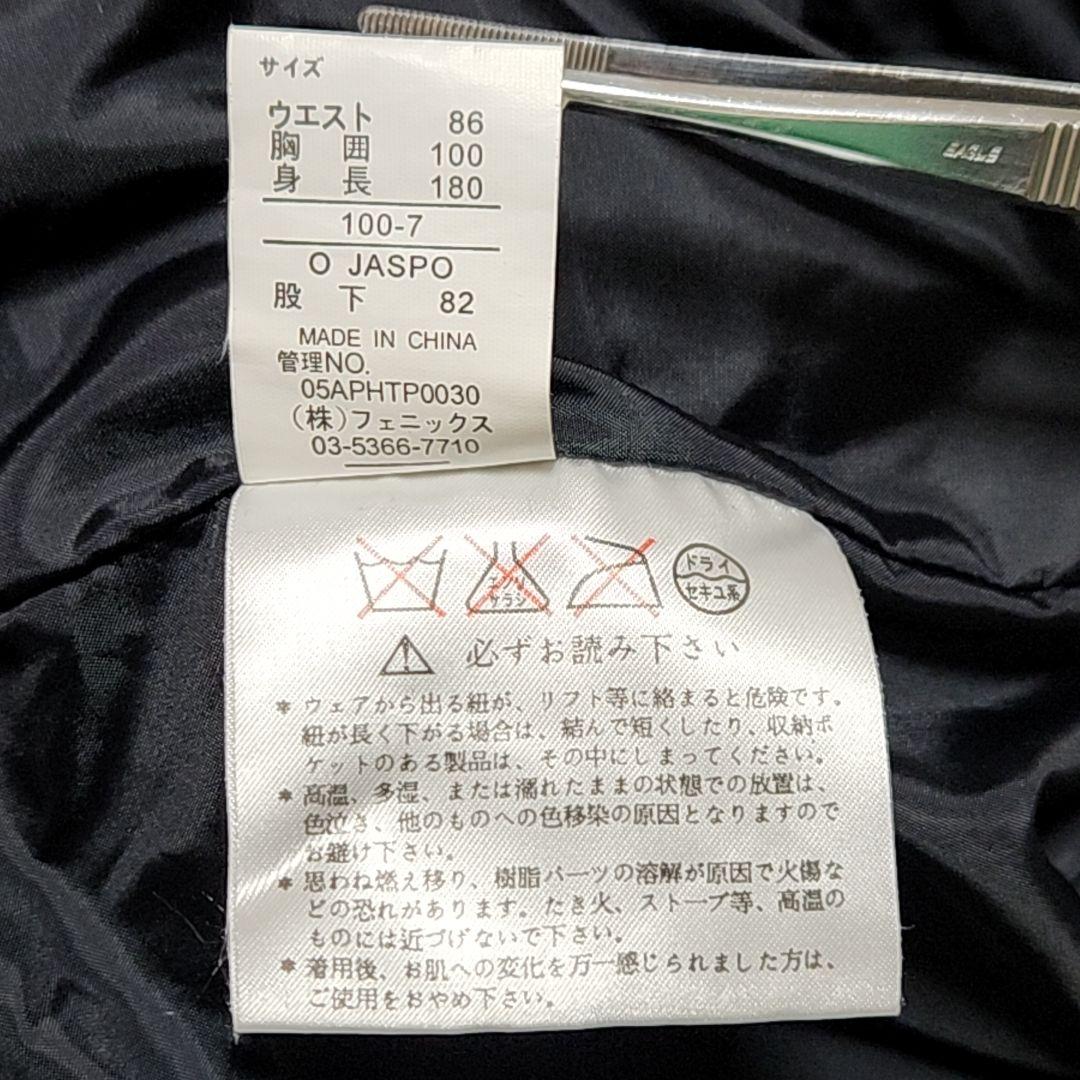 サイズ
ウエスト 86
胸囲 100
身長 180
100-7
O JASPO
股下 82
MADE IN CHINA
管理NO.
05APHTP0030
(株)フェニックス
03-5366-7710
EAGLE
エンソ
サラシ
ドライ
セキユ系
必ずお読み下さい
* ウェアから出る紐が、リフト等に絡まると危険です。
紐が長く下がる場合は、結んで短くしたり、収納ポ
ケットのある製品は、その中にしまってください。
* 高温、多湿、または濡れたままの状態での放置は、
色泣き、他のものへの色移染の原因となりますので
お避け下さい。
* 思わね燃え移り、樹脂パーツの溶解が原因で火傷な
どの恐れがあります。たき火、ストーブ等、高温の
ものには近づけないで下さい。
* 着用後、お肌への変化を万一感じられました方は、
ご使用をおやめ下さい。